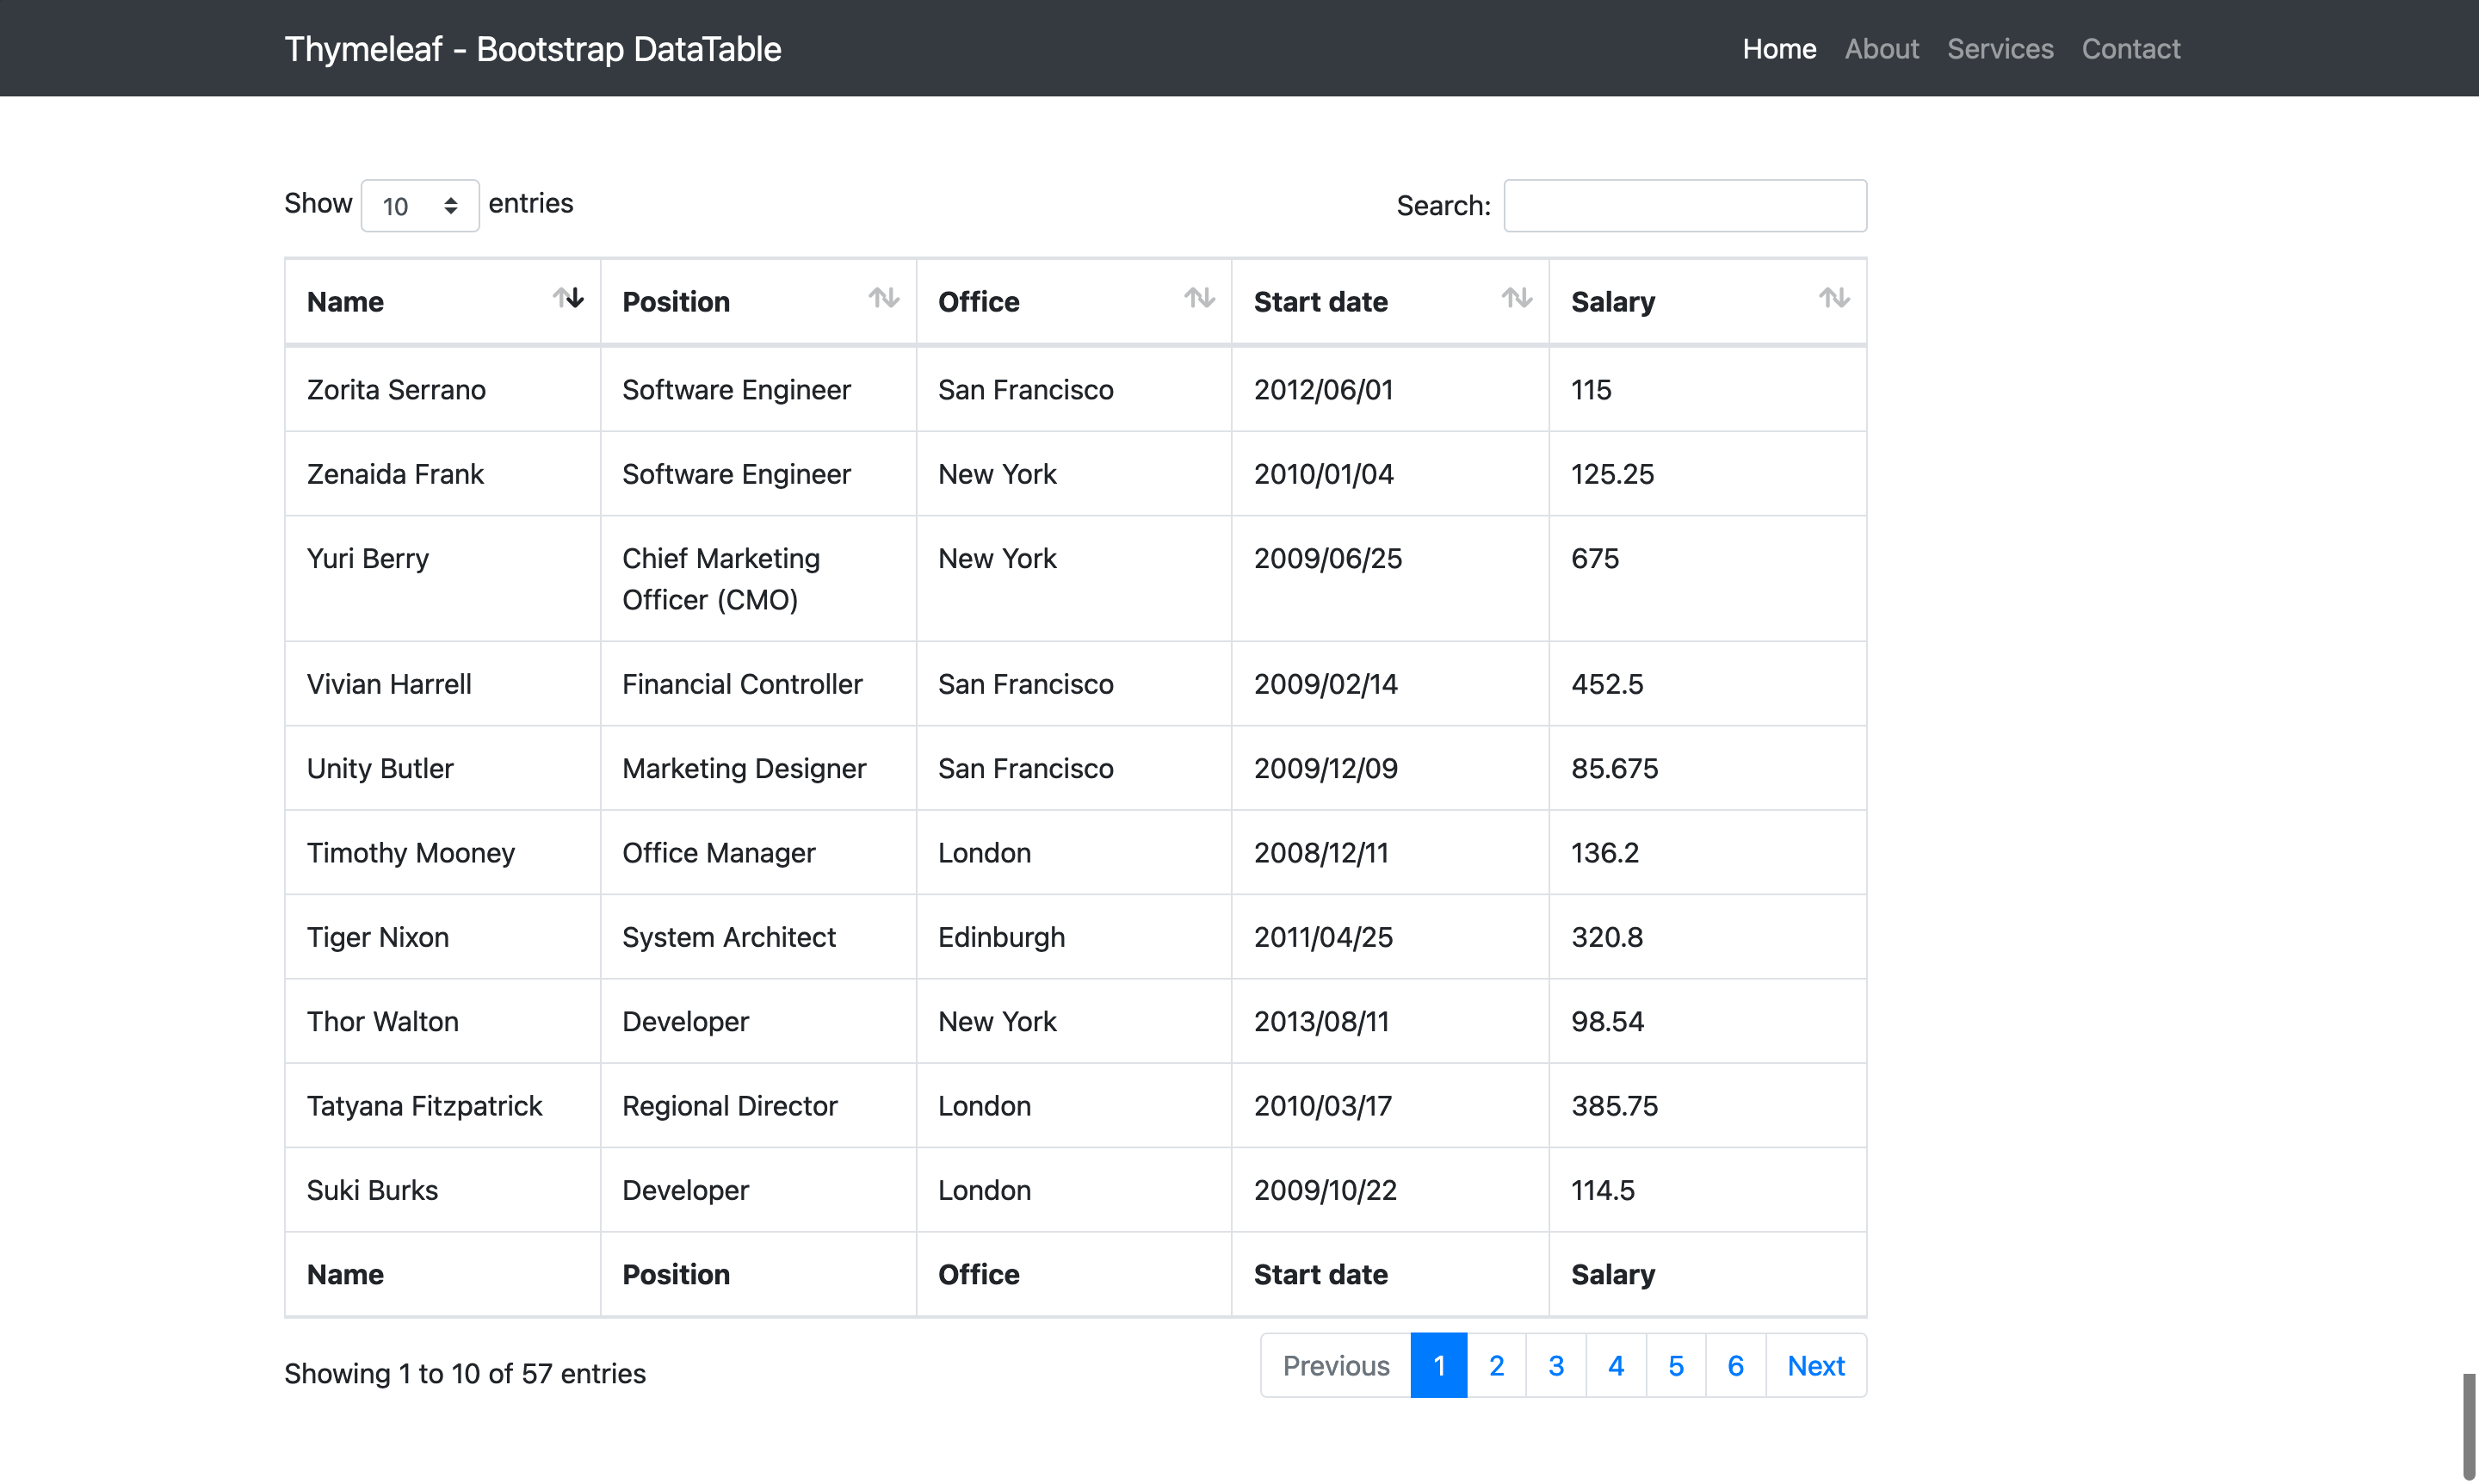 Thymeleaf - Bootstrap DataTable Home About Services Contact
Show 10 entries Search:
Name Position Office Start date Salary
Zorita Serrano Software Engineer San Francisco 2012/06/01 115
Zenaida Frank Software Engineer New York 2010/01/04 125.25
Yuri Berry Chief Marketing New York 2009/06/25 675
Officer (CMO)
Vivian Harrell Financial Controller San Francisco 2009/02/14 452.5
Unity Butler Marketing Designer San Francisco 2009/12/09 85.675
Timothy Mooney Office Manager London 2008/12/11 136.2
Tiger Nixon System Architect Edinburgh 2011/04/25 320.8
Thor Walton Developer New York 2013/08/11 98.54
Tatyana Fitzpatrick Regional Director London 2010/03/17 385.75
Suki Burks Developer London 2009/10/22 114.5
Name Position Office Start date Salary
Showing 1 to 10 of 57 entries Previous 1 2 3 4 5 6 Next